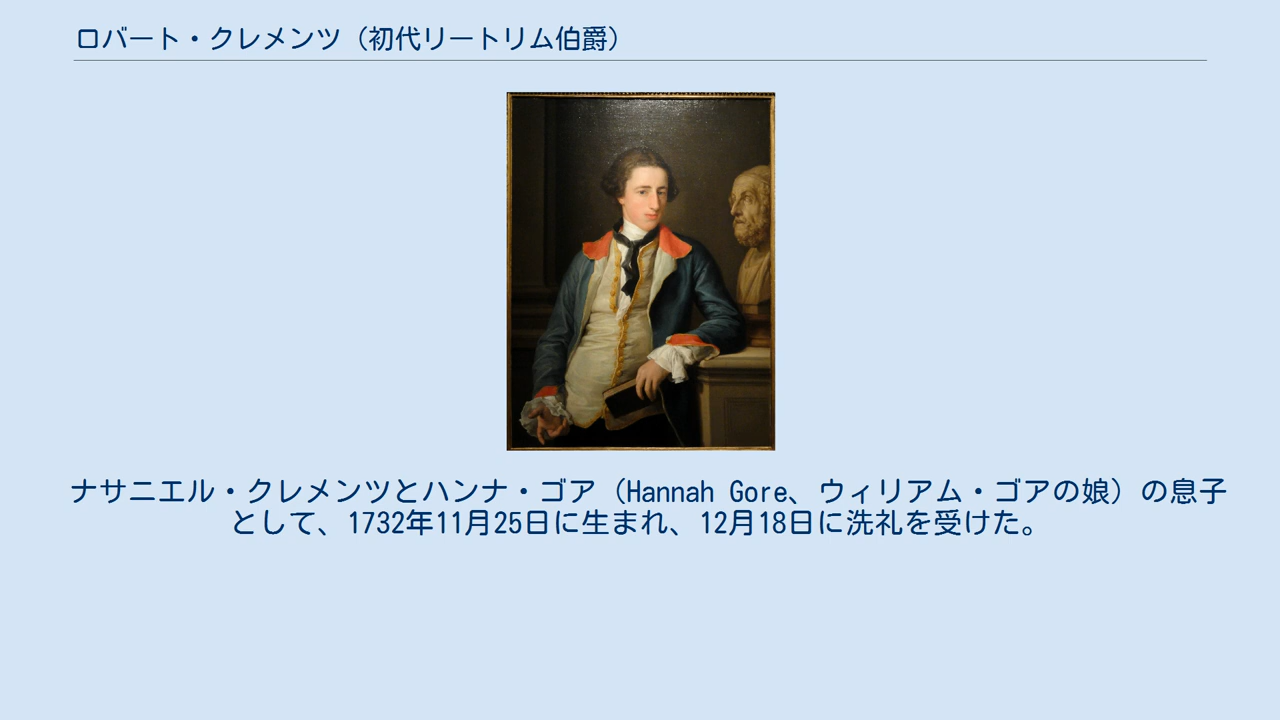 ロバート・クレメンツ（初代リートリム伯爵）
ナサニエル・クレメンツとハンナ・ゴア（Hannah Gore、ウィリアム・ゴアの娘）の息子
として、1732年11月25日に生まれ、12月18日に洗礼を受けた。